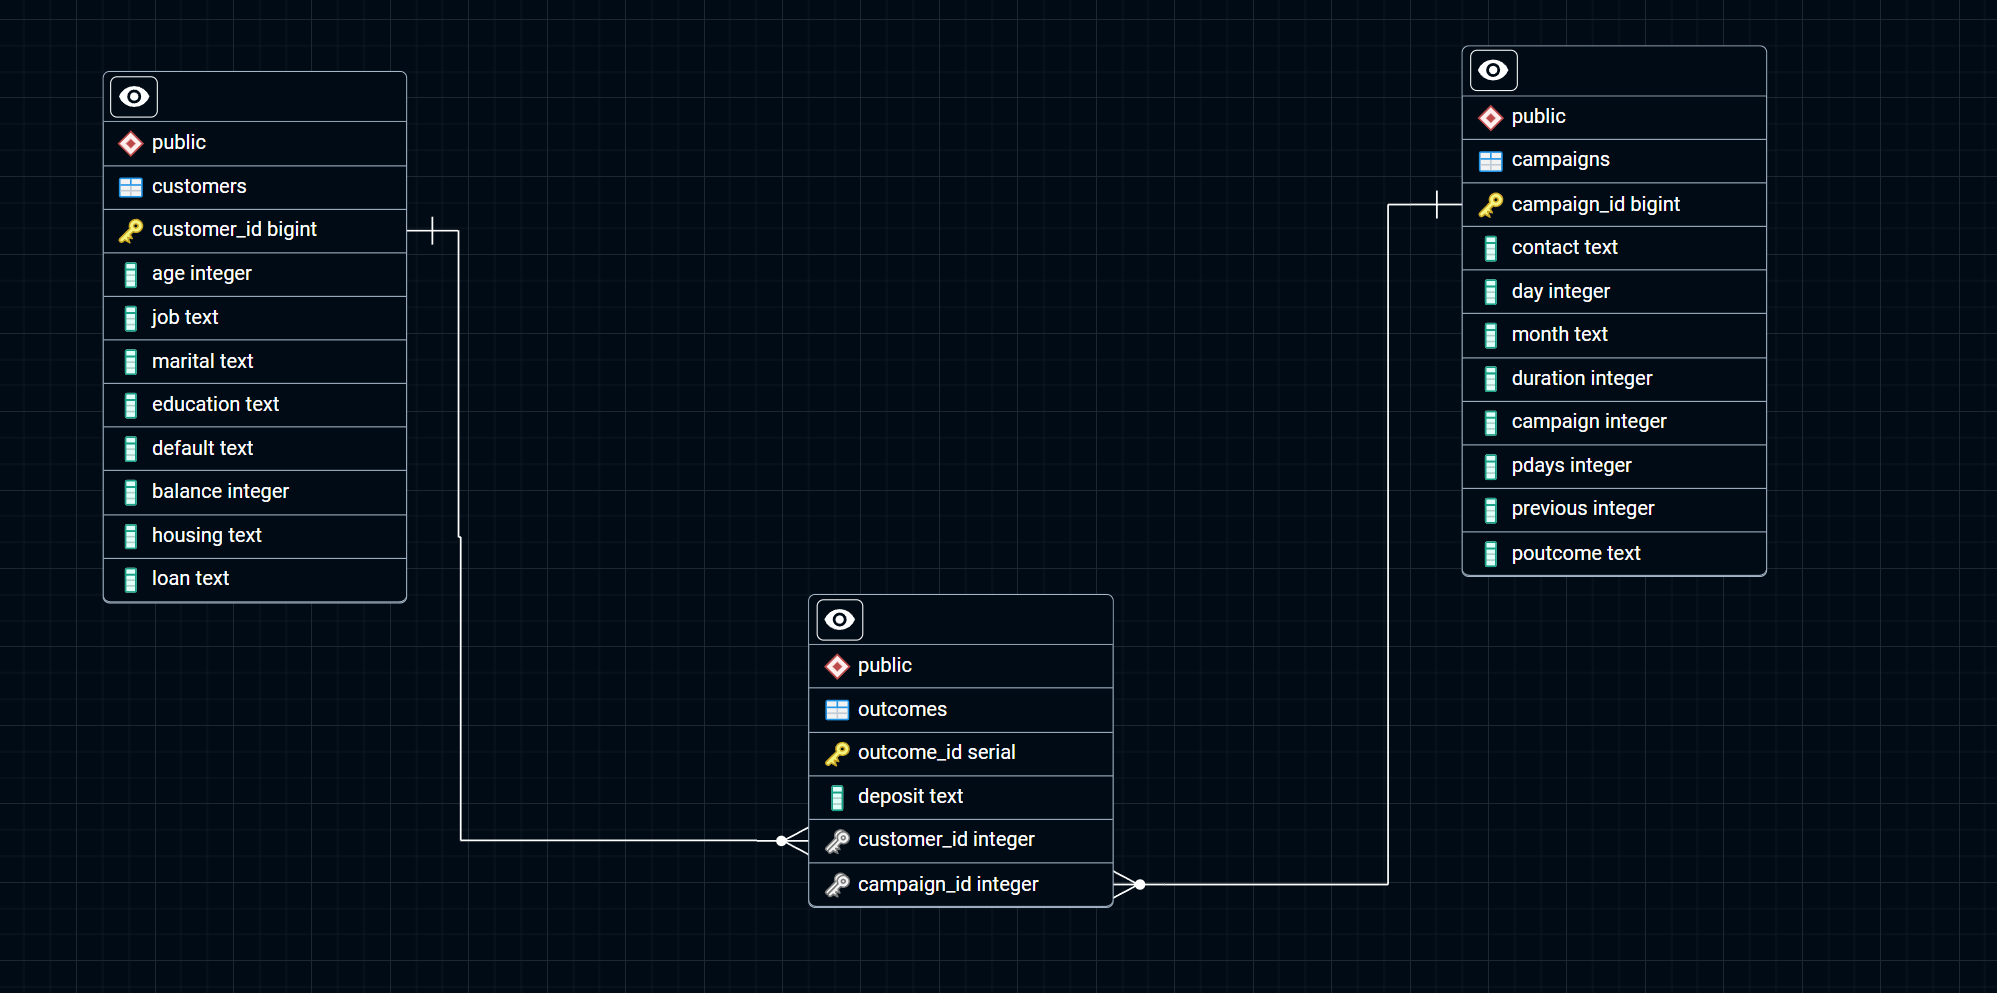 public
customers
customer_id bigint
age integer
job text
marital text
education text
default text
balance integer
housing text
loan text
public
campaigns
campaign_id bigint
contact text
day integer
month text
duration integer
campaign integer
pdays integer
previous integer
poutcome text
public
outcomes
outcome_id serial
deposit text
customer_id integer
campaign_id integer